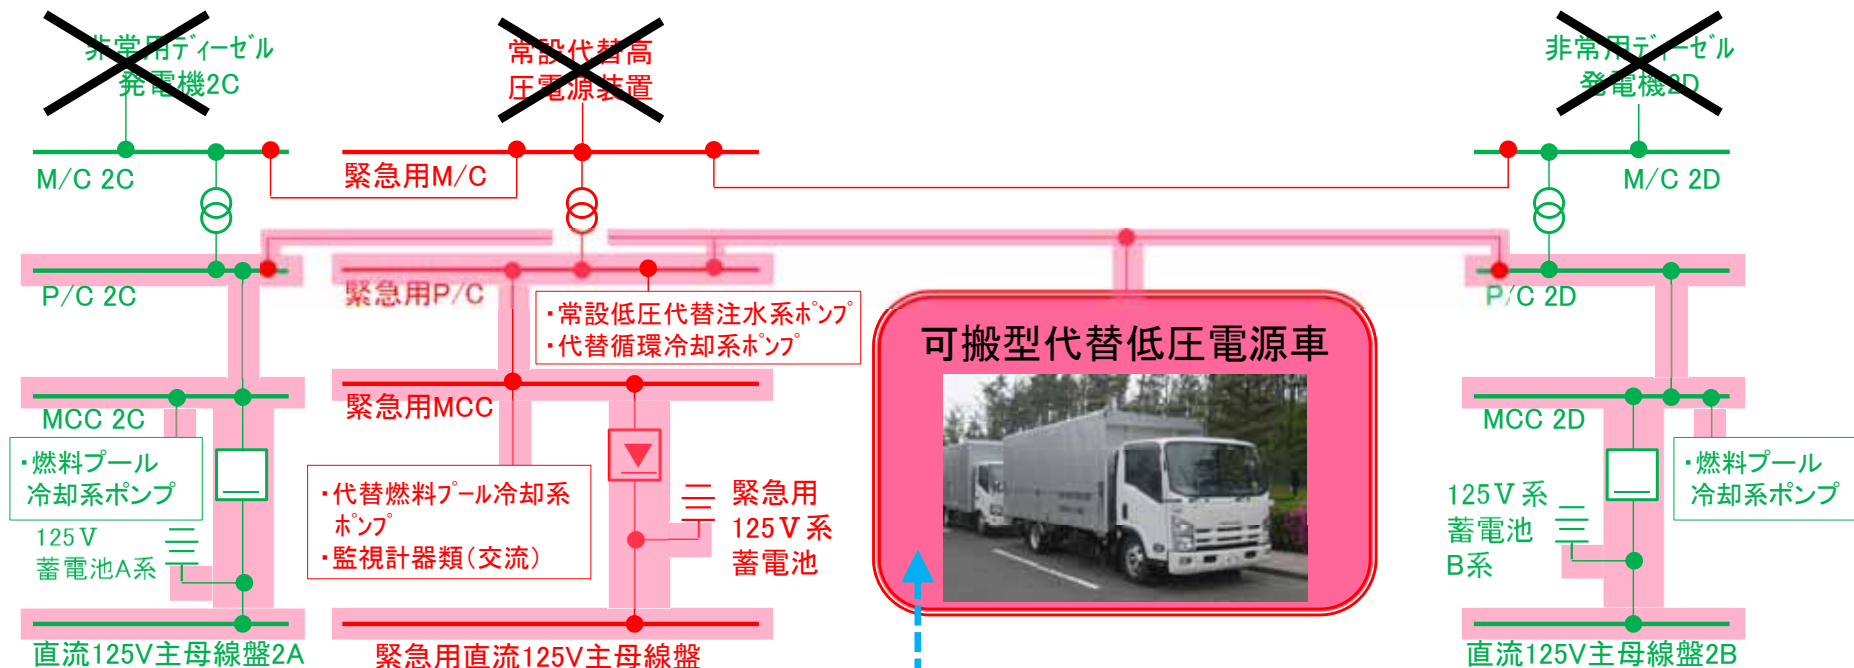 非常用ディーゼル
発電機2C
常設代替高
圧電源装置
非常用ディーゼル
発電機2D
M/C 2C
緊急用M/C
M/C 2D
P/C 2C
緊急用P/C
P/C 2D
・常設低圧代替注水系ポンプ
・代替循環冷却系ポンプ
可搬型代替低圧電源車
MCC 2C
緊急用MCC
MCC 2D
・燃料プール
冷却系ポンプ
・代替燃料プール冷却系
ポンプ
・監視計器類(交流)
緊急用
125V系
蓄電池
125V
蓄電池A系
125V系
蓄電池
B系
・燃料プール
冷却系ポンプ
直流125V主母線盤2A
緊急用直流125V主母線盤
直流125V主母線盤2B